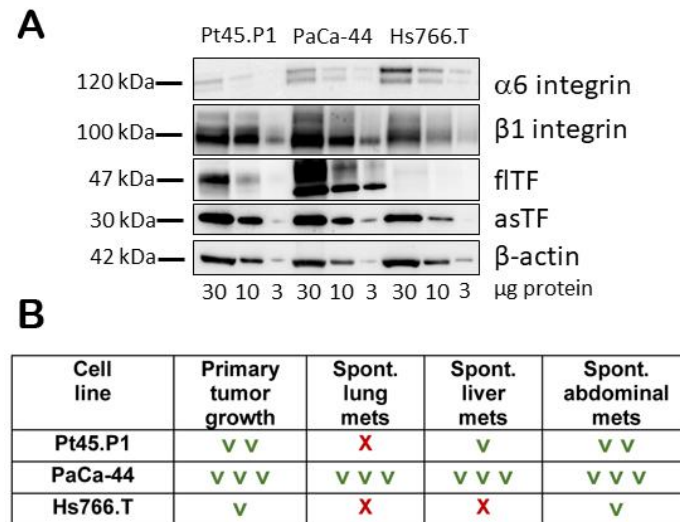 A
Pt45.P1 PaCa-44 Hs766.T
120 kDa α6 integrin
100 kDa β1 integrin
47 kDa flTF
30 kDa asTF
42 kDa β-actin
30 10 3 30 10 3 30 10 3 µg protein
B
Cell line Primary tumor growth Spont. lung mets Spont. liver mets Spont. abdominal mets
Pt45.P1 v v X v v v
PaCa-44 v v v v v v v v v v v v
Hs766.T v X X v